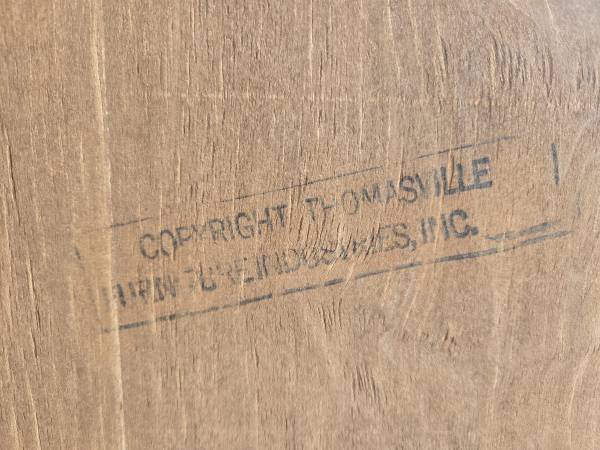 COPYRIGHT THOMASVILLE
FURNITURE INDUSTRIES, INC.